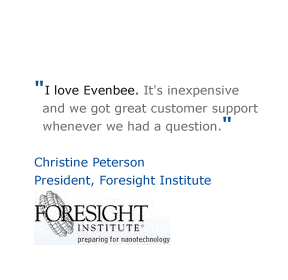 "I love Evenbee. It's inexpensive
and we got great customer support
whenever we had a question."
Christine Peterson
President, Foresight Institute
FORESIGHT
INSTITUTE®
preparing for nanotechnology